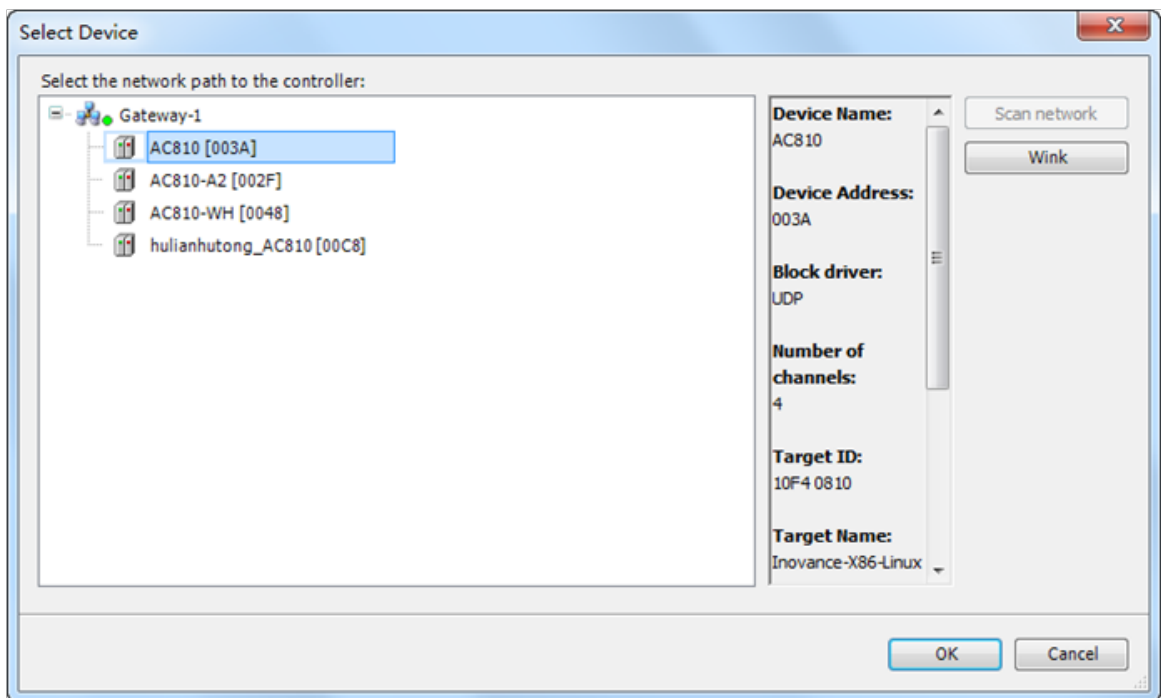 Select Device
Select the network path to the controller:
Gateway-1
AC810 [003A]
AC810-A2 [002F]
AC810-WH [0048]
hulianhutong_AC810 [00C8]
Device Name:
AC810
Device Address:
003A
Block driver:
UDP
Number of
channels:
4
Target ID:
10F4 0810
Target Name:
Inovance-X86-Linux
Scan network
Wink
OK
Cancel